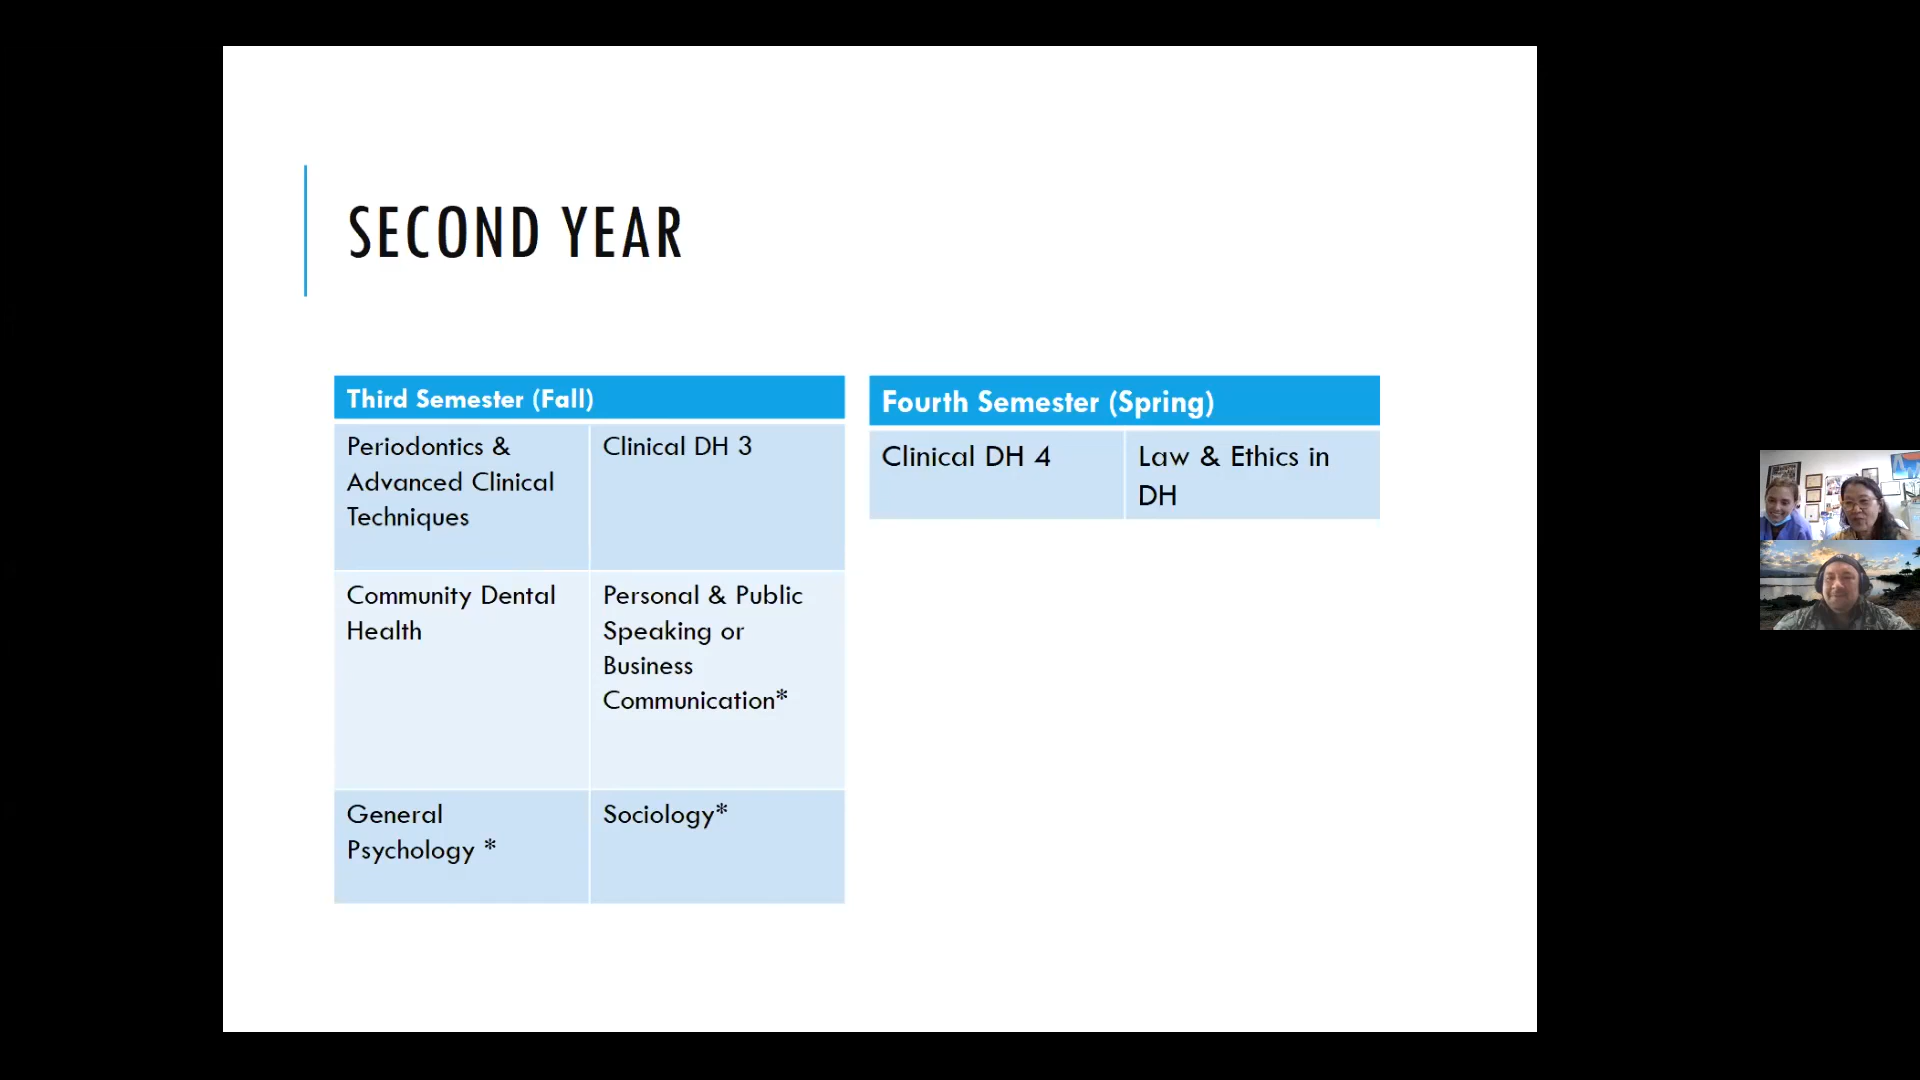 SECOND YEAR
Third Semester (Fall)
Periodontics &
Advanced Clinical
Techniques
Clinical DH 3
Community Dental
Health
Personal & Public
Speaking or
Business
Communication*
General
Psychology *
Sociology*
Fourth Semester (Spring)
Clinical DH 4
Law & Ethics in
DH